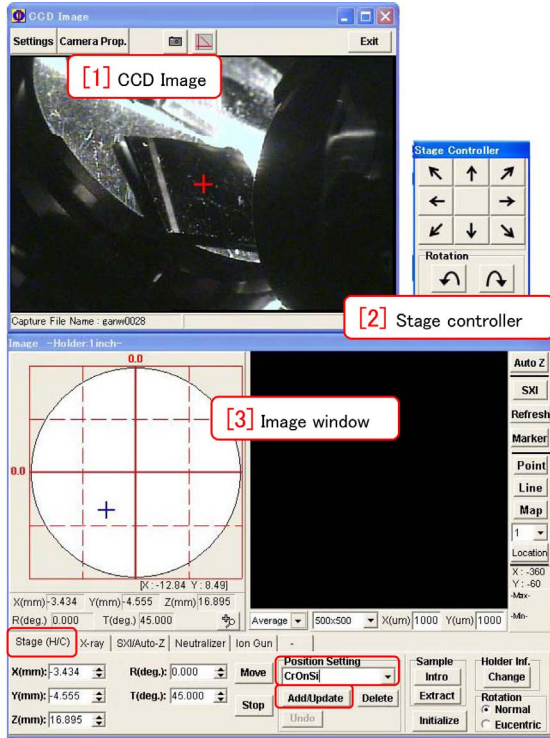 CCD Image
Settings Camera Prop. Exit
[1] CCD Image
Stage Controller
Rotation
Capture File Name : garw0028
[2] Stage controller
Image -Holder:1inch-
0.0
Auto Z
SXI
[3] Image window
Refresh
Marker
0.0
Point
Line
Map
1
Location
[X : -12.84 Y : 8.49]
X : -360
Y : -60
-Max-
X(mm) -3.434 Y(mm) -4.555 Z(mm) 16.895
R(deg.) 0.000 T(deg.) 45.000
Average 500x500 X(um) 1000 Y(um) 1000
-Min-
Stage (H/C) X-ray SXI/Auto-Z Neutralizer Ion Gun -
Position Setting Sample Holder Inf.
X(mm): -3.434 R(deg.): 0.000 Move CrOnSi Intro Change
Y(mm): -4.555 T(deg.): 45.000 Stop Add/Update Delete Extract Rotation
Normal
Z(mm): 16.895 Undo Initialize Eucentric